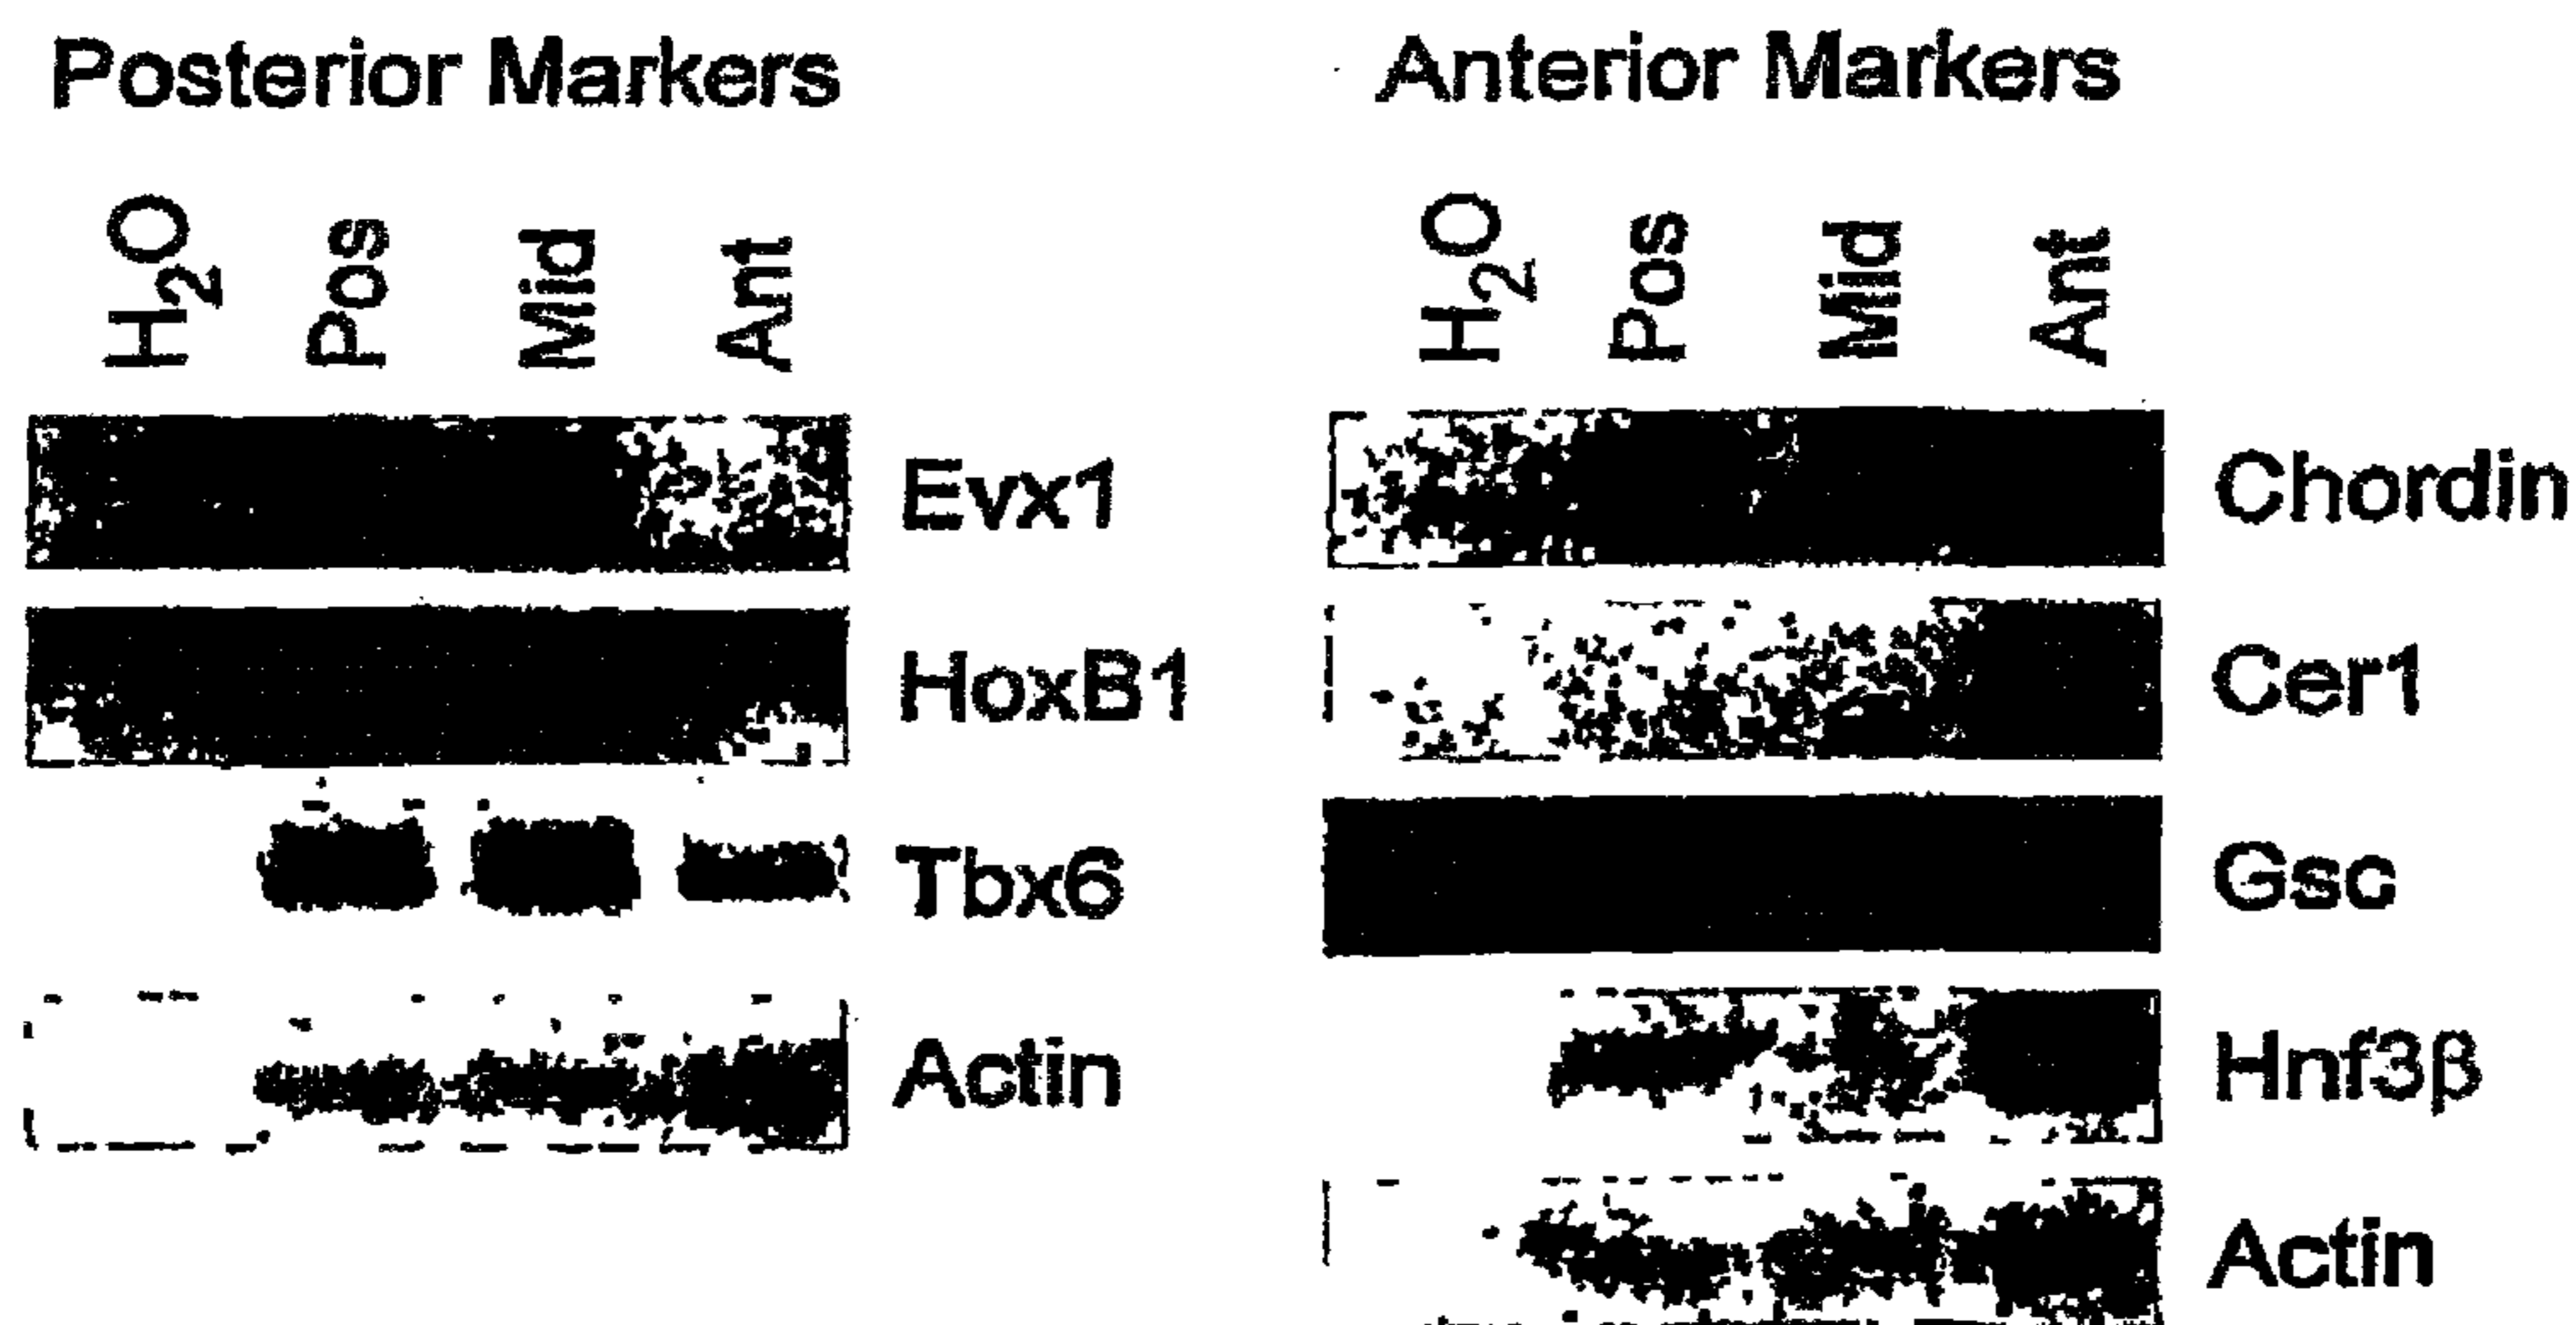 Posterior Markers
H₂O Pos Mid Ant
Evx1
HoxB1
Tbx6
Actin
Anterior Markers
H₂O Pos Mid Ant
Chordin
Cer1
Gsc
Hnf3β
Actin